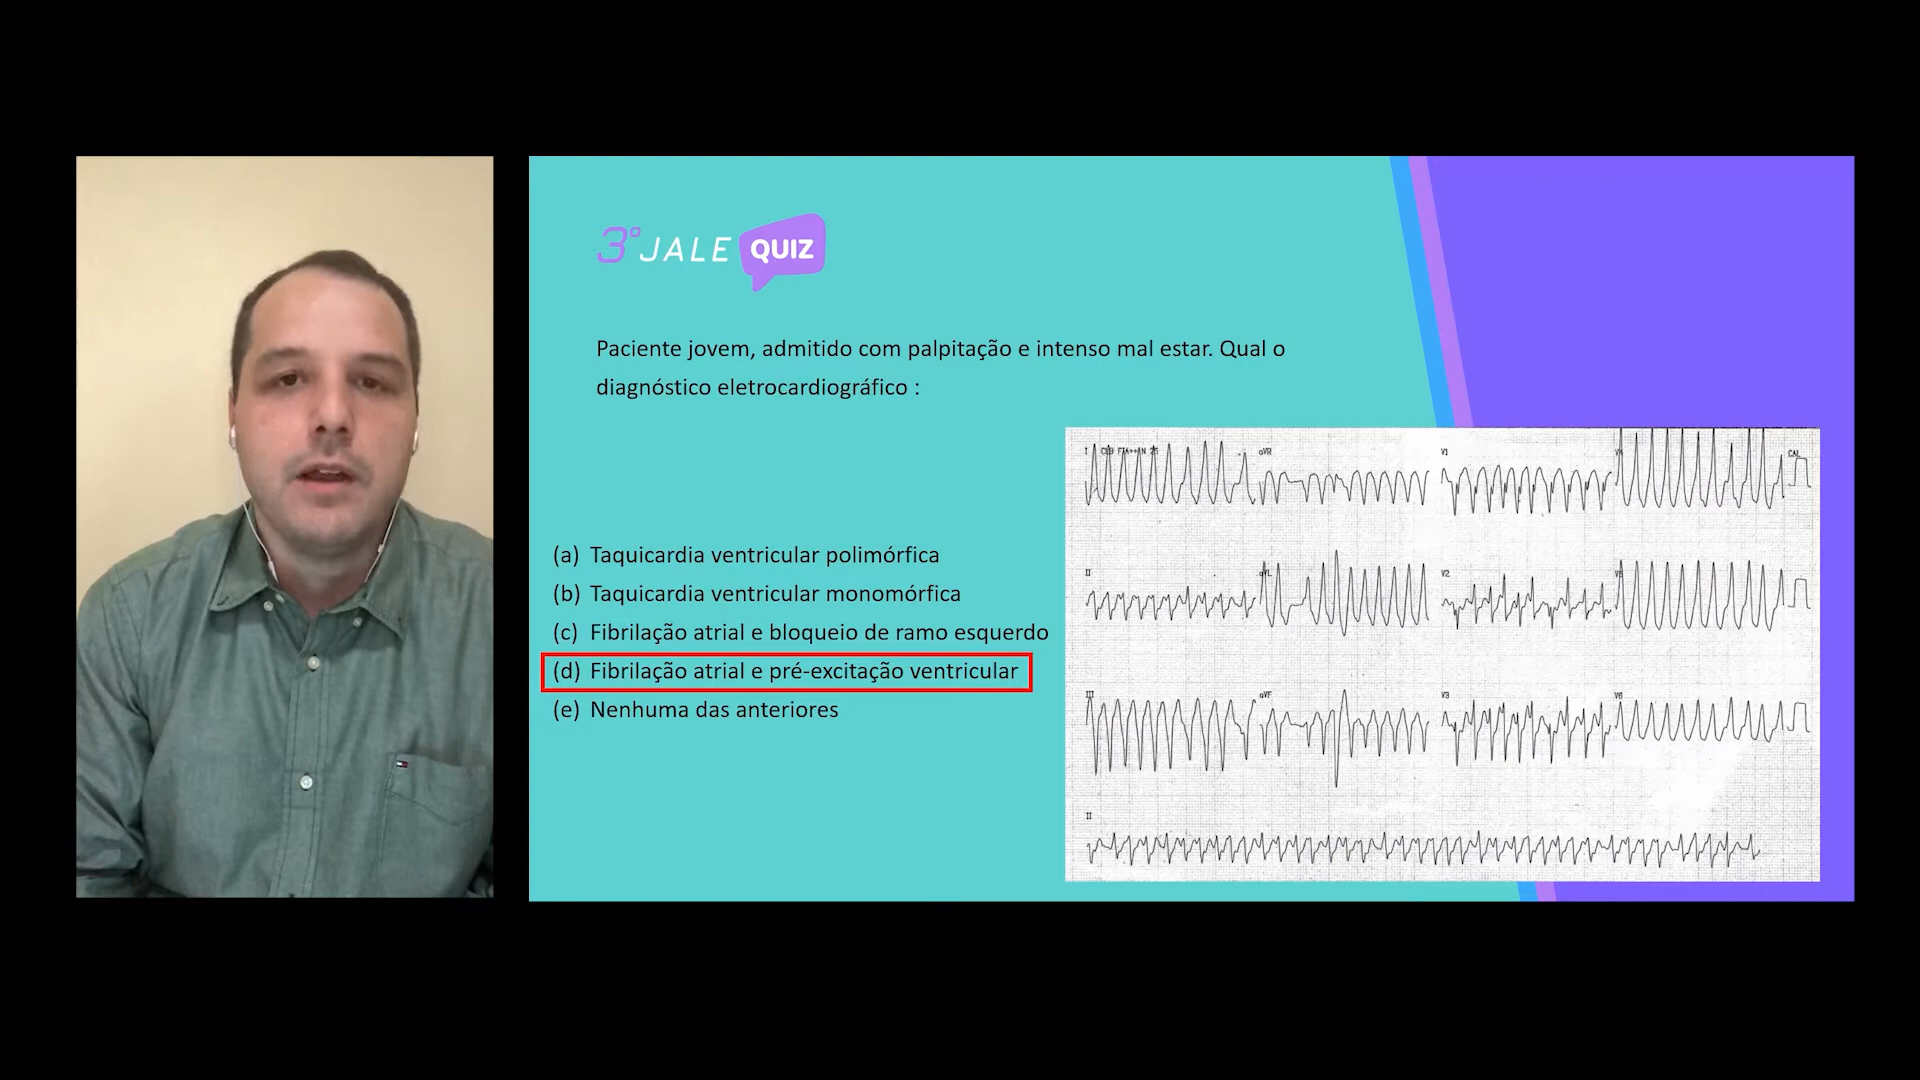 3º JALE QUIZ
Paciente jovem, admitido com palpitação e intenso mal estar. Qual o
diagnóstico eletrocardiográfico :
(a) Taquicardia ventricular polimórfica
(b) Taquicardia ventricular monomórfica
(c) Fibrilação atrial e bloqueio de ramo esquerdo
(d) Fibrilação atrial e pré-excitação ventricular
(e) Nenhuma das anteriores
I
aVR
V1
CAL
II
aVL
V2
V5
III
aVF
V3
V6
II